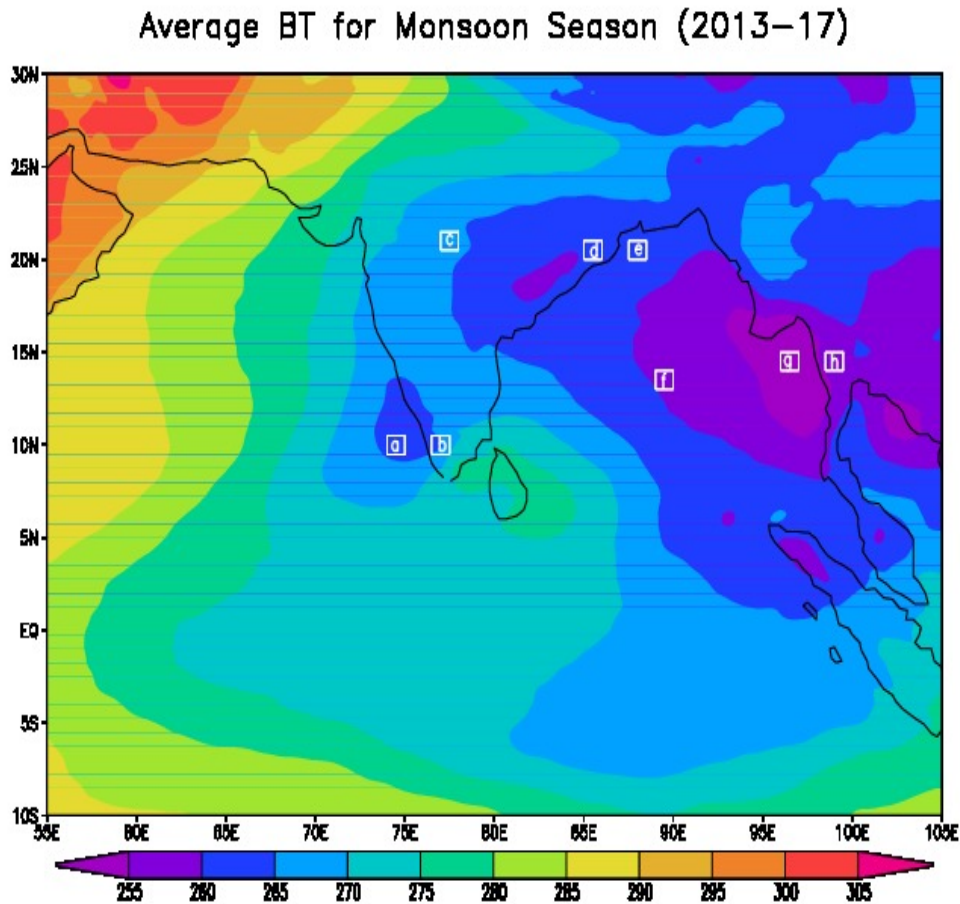 Average BT for Monsoon Season (2013-17)
30N
25N
c
20N d e
15N g h
f
10N a b
5N
EQ
5S
10S
55E 60E 65E 70E 75E 80E 85E 90E 95E 100E 105E
255 260 265 270 275 280 285 290 295 300 305